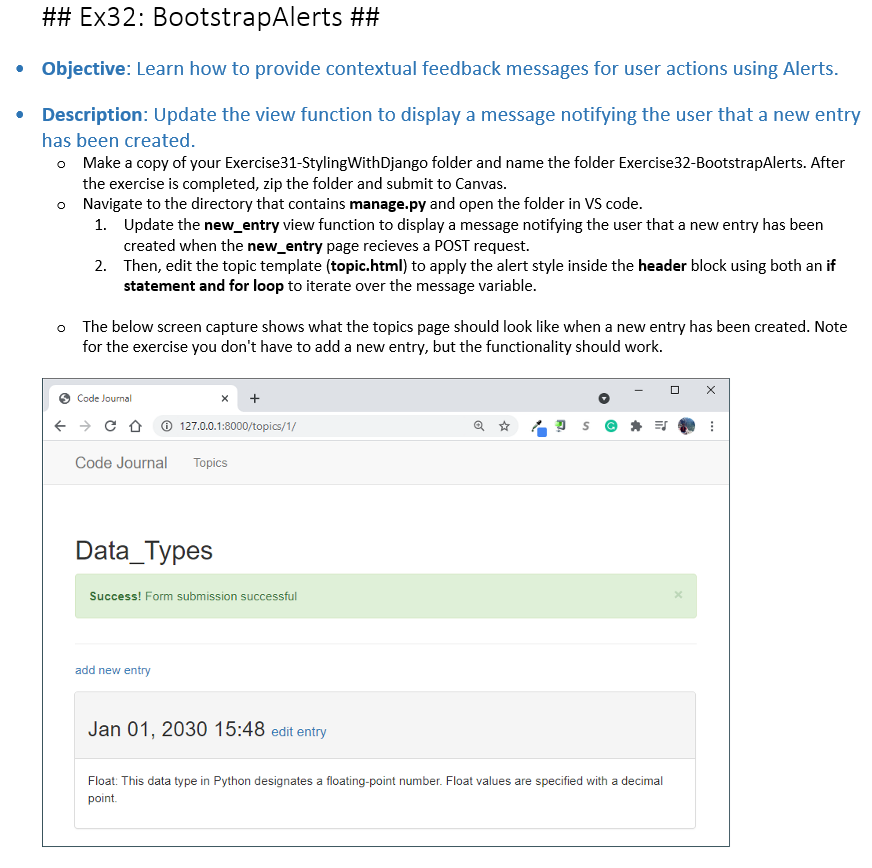 ## Ex32: BootstrapAlerts ##
• Objective: Learn how to provide contextual feedback messages for user actions using Alerts.
• Description: Update the view function to display a message notifying the user that a new entry
has been created.
o Make a copy of your Exercise31-StylingWithDjango folder and name the folder Exercise32-BootstrapAlerts. After
the exercise is completed, zip the folder and submit to Canvas.
o Navigate to the directory that contains manage.py and open the folder in VS code.
1. Update the new_entry view function to display a message notifying the user that a new entry has been
created when the new_entry page recieves a POST request.
2. Then, edit the topic template (topic.html) to apply the alert style inside the header block using both an if
statement and for loop to iterate over the message variable.
o The below screen capture shows what the topics page should look like when a new entry has been created. Note
for the exercise you don't have to add a new entry, but the functionality should work.
Code Journal
127.0.0.1:8000/topics/1/
Code Journal Topics
Data_Types
Success! Form submission successful ×
add new entry
Jan 01, 2030 15:48 edit entry
Float: This data type in Python designates a floating-point number. Float values are specified with a decimal
point.